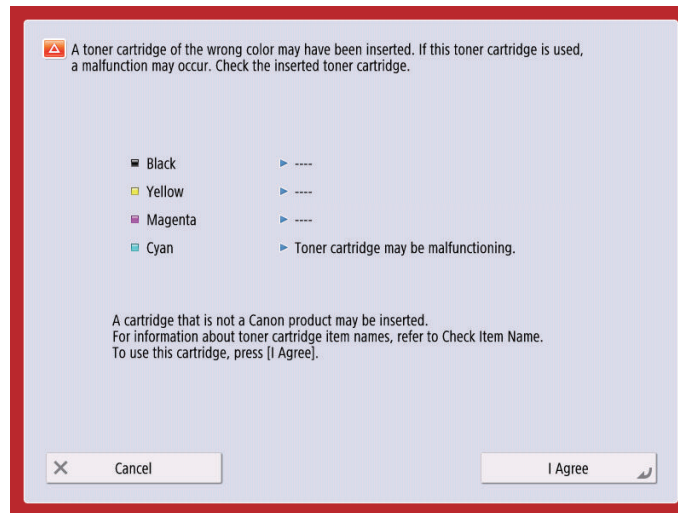 A toner cartridge of the wrong color may have been inserted. If this toner cartridge is used,
a malfunction may occur. Check the inserted toner cartridge.
Black ----
Yellow ----
Magenta ----
Cyan Toner cartridge may be malfunctioning.
A cartridge that is not a Canon product may be inserted.
For information about toner cartridge item names, refer to Check Item Name.
To use this cartridge, press [I Agree].
Cancel I Agree